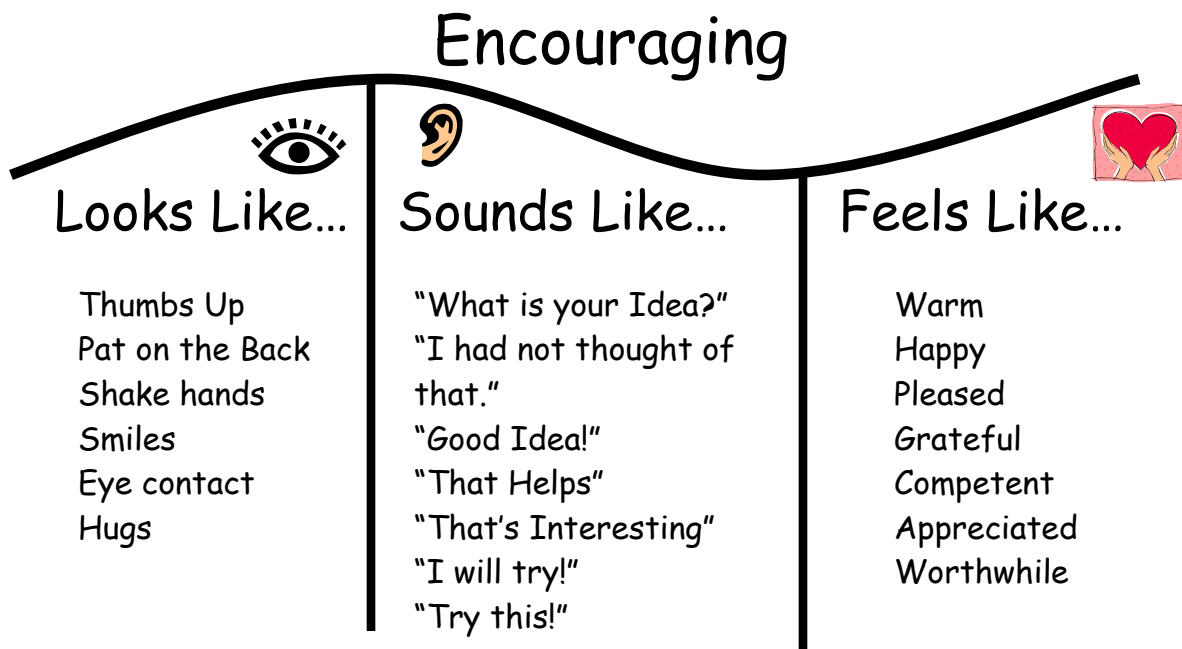 Encouraging
Looks Like...
Thumbs Up
Pat on the Back
Shake hands
Smiles
Eye contact
Hugs
Sounds Like...
“What is your Idea?”
“I had not thought of
that.”
“Good Idea!”
“That Helps”
“That’s Interesting”
“I will try!”
“Try this!”
Feels Like...
Warm
Happy
Pleased
Grateful
Competent
Appreciated
Worthwhile